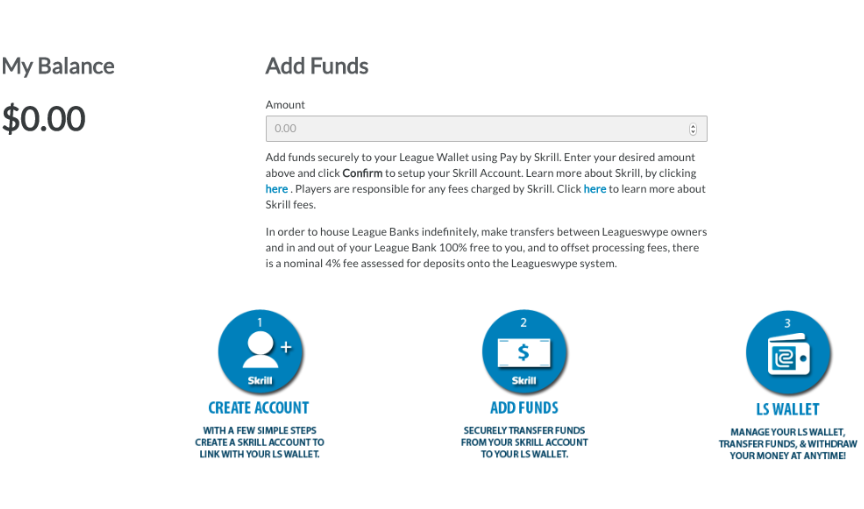 My Balance
Add Funds
$0.00
Amount
0.00
Add funds securely to your League Wallet using Pay by Skrill. Enter your desired amount
above and click Confirm to setup your Skrill Account. Learn more about Skrill, by clicking
here . Players are responsible for any fees charged by Skrill. Click here to learn more about
Skrill fees.
In order to house League Banks indefinitely, make transfers between Leagueswype owners
and in and out of your League Bank 100% free to you, and to offset processing fees, there
is a nominal 4% fee assessed for deposits onto the Leagueswype system.
1
+
Skrill
CREATE ACCOUNT
WITH A FEW SIMPLE STEPS
CREATE A SKRILL ACCOUNT TO
LINK WITH YOUR LS WALLET.
2
$
Skrill
ADD FUNDS
SECURELY TRANSFER FUNDS
FROM YOUR SKRILL ACCOUNT
TO YOUR LS WALLET.
3
LS WALLET
MANAGE YOUR LS WALLET,
TRANSFER FUNDS, & WITHDRAW
YOUR MONEY AT ANYTIME!